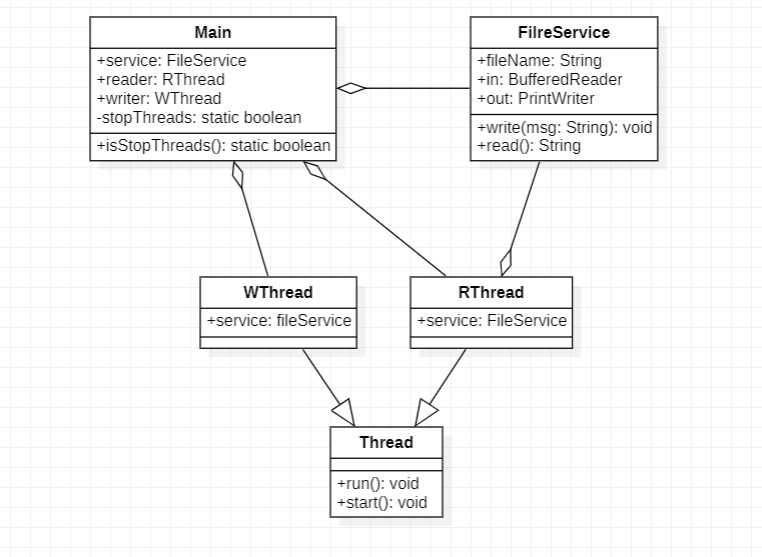 Main
+service: FileService
+reader: RThread
+writer: WThread
-stopThreads: static boolean
+isStopThreads(): static boolean
FilreService
+fileName: String
+in: BufferedReader
+out: PrintWriter
+write(msg: String): void
+read(): String
WThread
+service: fileService
RThread
+service: FileService
Thread
+run(): void
+start(): void